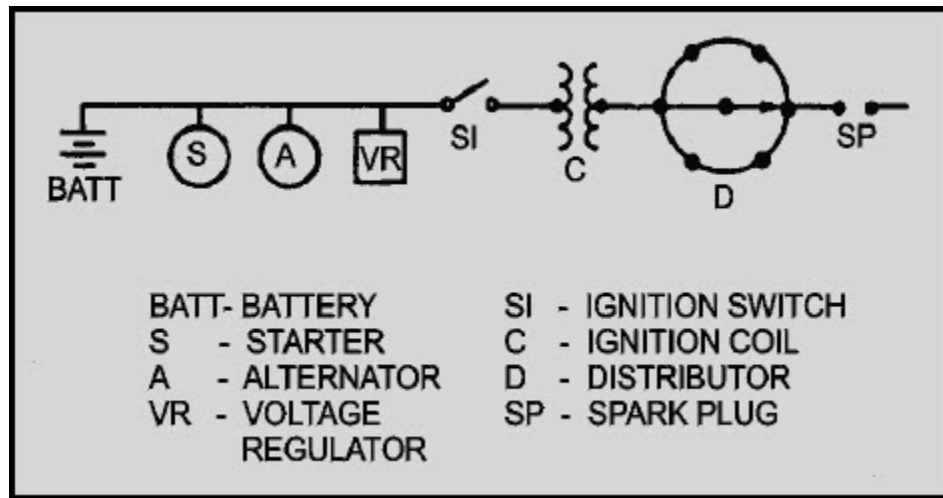 BATT
S
A
VR
SI
C
D
SP
BATT- BATTERY
S - STARTER
A - ALTERNATOR
VR - VOLTAGE
REGULATOR
SI - IGNITION SWITCH
C - IGNITION COIL
D - DISTRIBUTOR
SP - SPARK PLUG